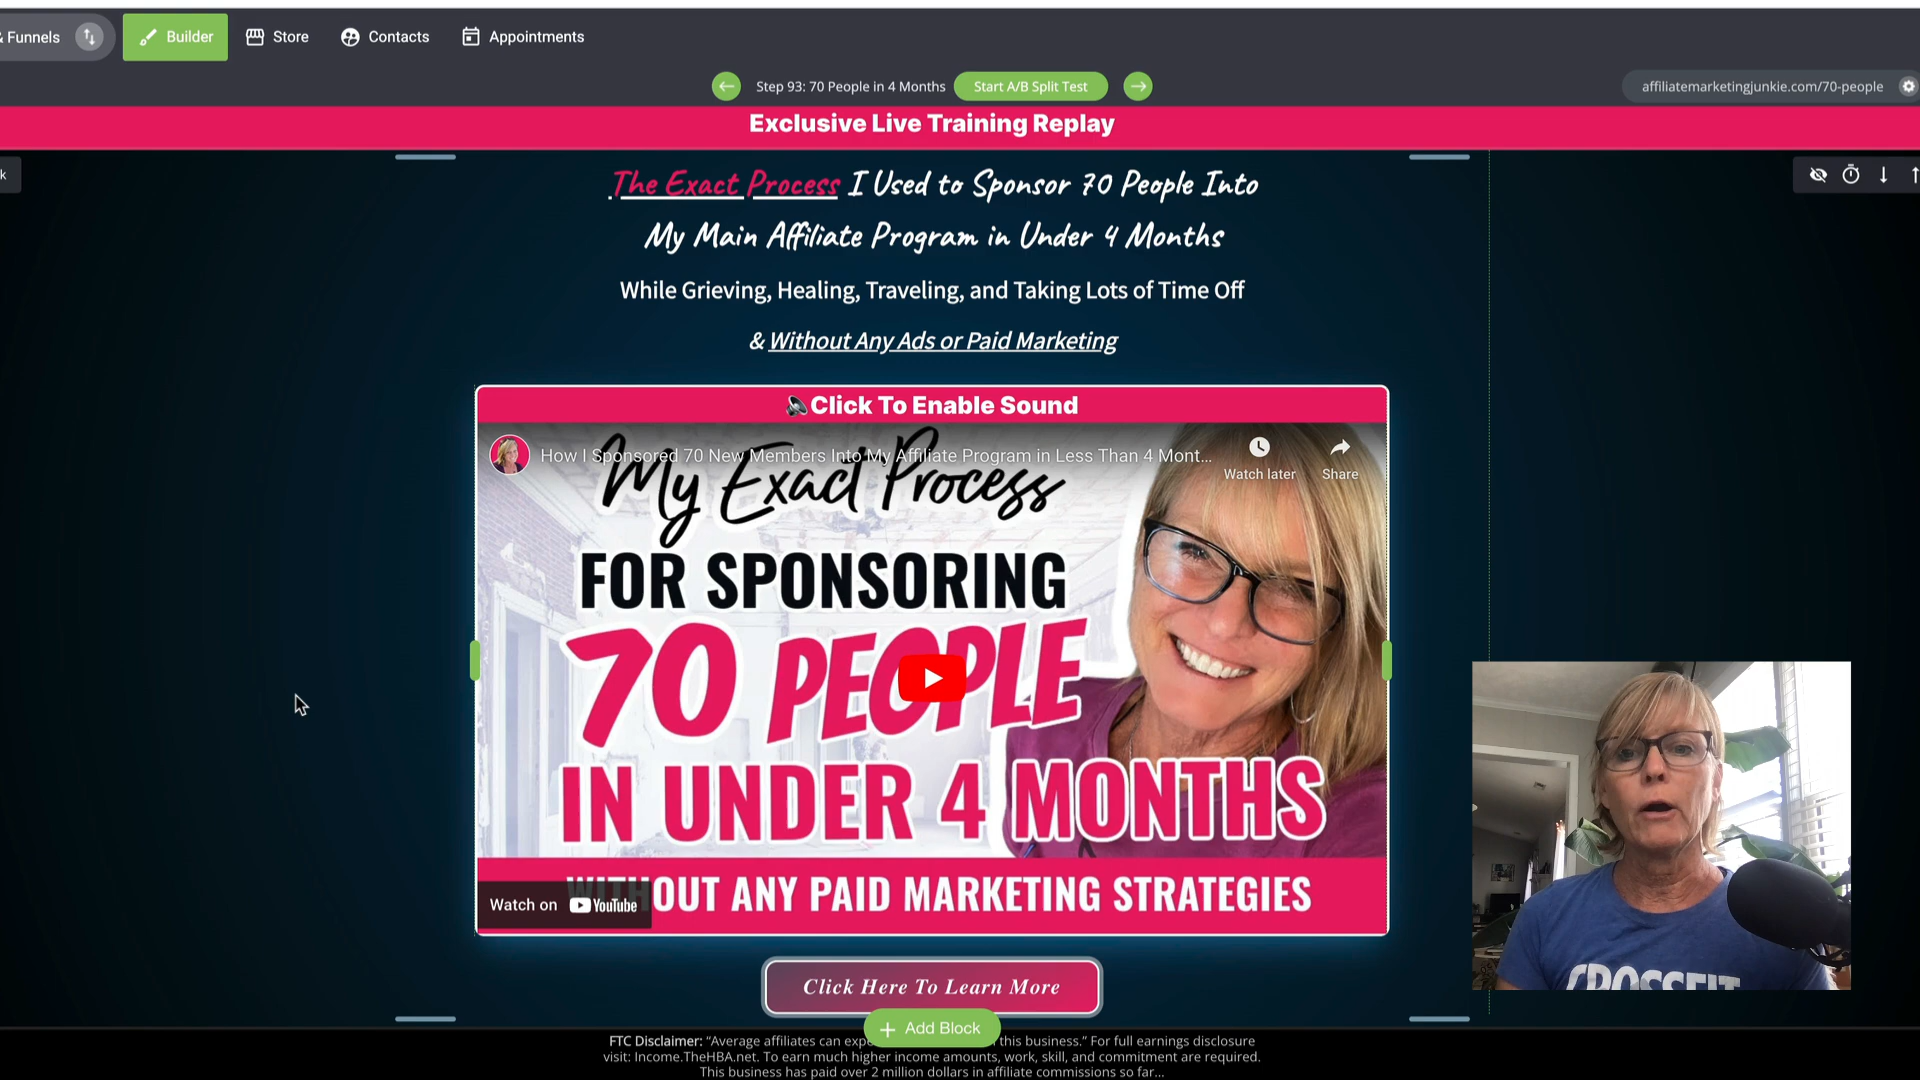 & Funnels
Builder
Store
Contacts
Appointments
Step 93: 70 People in 4 Months
Start A/B Split Test
affiliatemarketingjunkie.com/70-people
Exclusive Live Training Replay
k
The Exact Process I Used to Sponsor 70 People Into
My Main Affiliate Program in Under 4 Months
While Grieving, Healing, Traveling, and Taking Lots of Time Off
& Without Any Ads or Paid Marketing
🔊Click To Enable Sound
How I Sponsored 70 New Members Into My Affiliate Program in Less Than 4 Mont...
Watch later
Share
My Exact Process
FOR SPONSORING
70 PEOPLE
IN UNDER 4 MONTHS
WITHOUT ANY PAID MARKETING STRATEGIES
Watch on YouTube
CROSSFIT
Click Here To Learn More
+ Add Block
FTC Disclaimer: “Average affiliates can this business.” For full earnings disclosure
visit: Income.TheHBA.net. To earn much higher income amounts, work, skill, and commitment are required.
This business has paid over 2 million dollars in affiliate commissions so far...